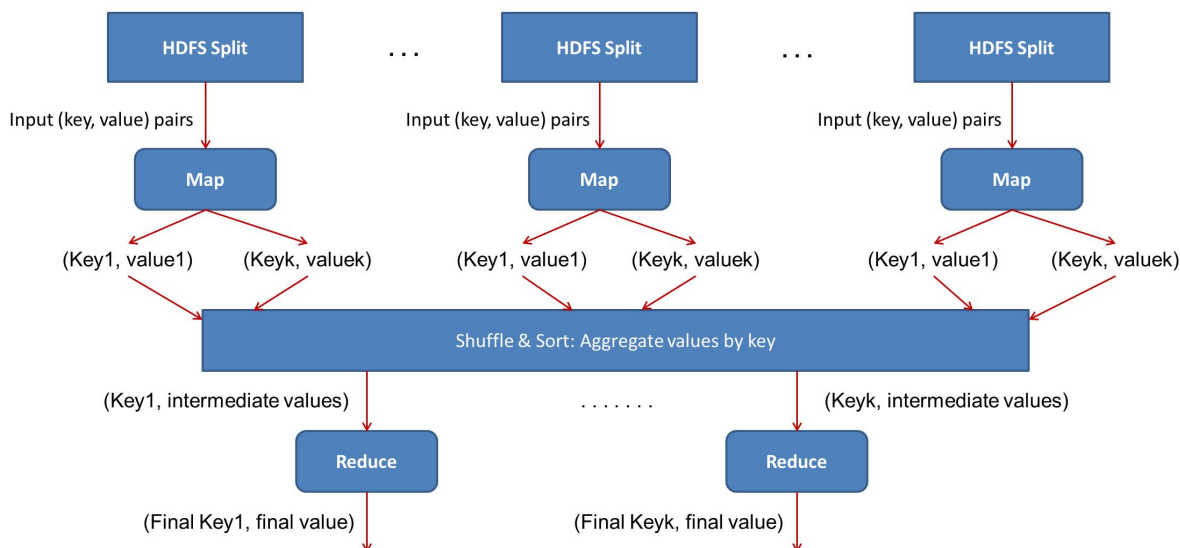 HDFS Split
. . .
HDFS Split
. . .
HDFS Split
Input (key, value) pairs
Input (key, value) pairs
Input (key, value) pairs
Map
Map
Map
(Key1, value1)
(Keyk, valuek)
(Key1, value1)
(Keyk, valuek)
(Key1, value1)
(Keyk, valuek)
Shuffle & Sort: Aggregate values by key
(Key1, intermediate values)
. . . . . . .
(Keyk, intermediate values)
Reduce
Reduce
(Final Key1, final value)
(Final Keyk, final value)